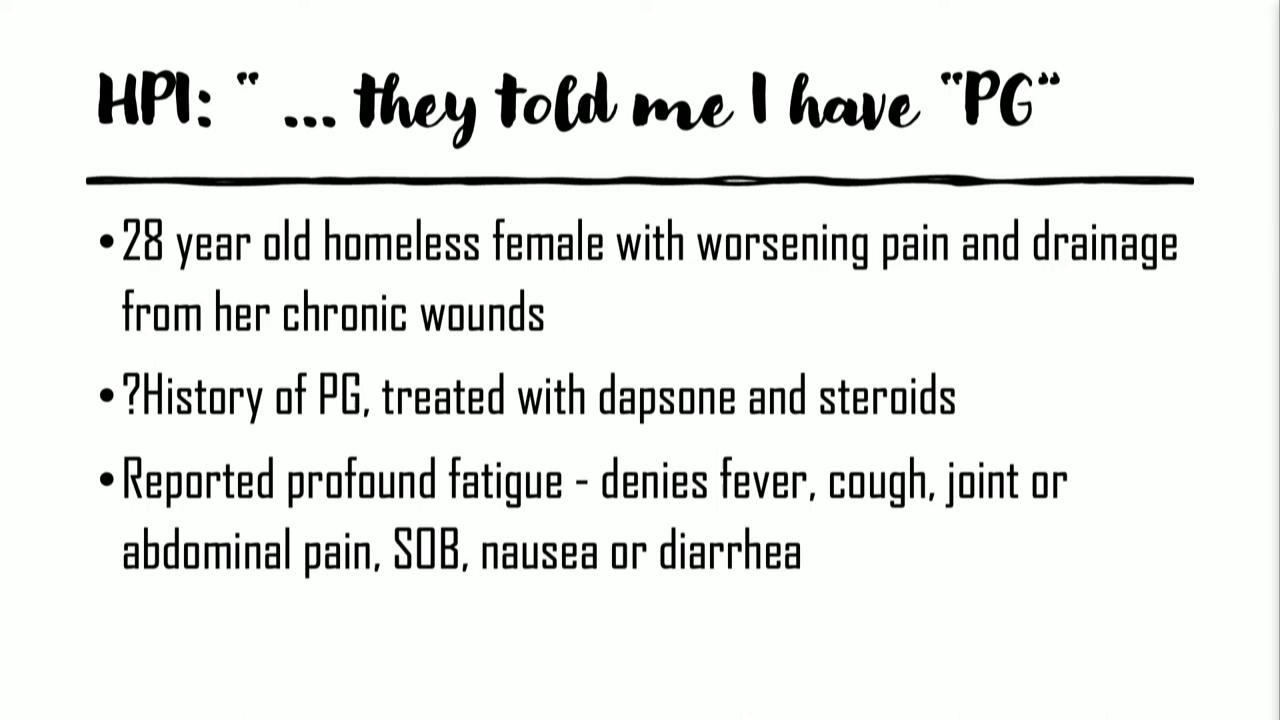 HPI: “ ... they told me I have “PG”
•28 year old homeless female with worsening pain and drainage
from her chronic wounds
•?History of PG, treated with dapsone and steroids
•Reported profound fatigue - denies fever, cough, joint or
abdominal pain, SOB, nausea or diarrhea